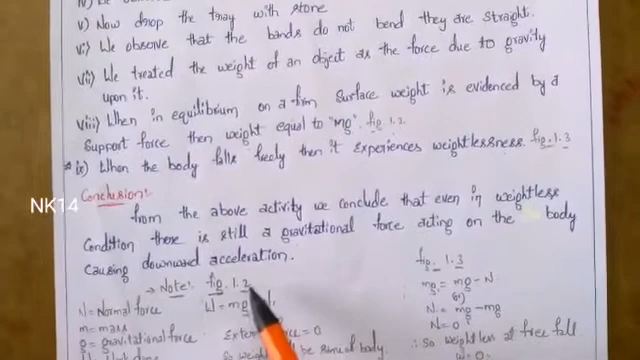 v) Now drop the tray with stone
vi) We observe that the bands do not bend they are straight.
vii) We treated the weight of an object as the force due to gravity
upon it.
viii) When in equilibrium on a firm surface weight is evidenced by a
support force then weight equal to "mg". fig 1.2
ix) When the body falls freely then it experiences weightlessness. fig. 1.3
Conclusion:
NK14
From the above activity we conclude that even in weightless
Condition there is still a gravitational force acting on the body
causing downward acceleration.
→ Note: fig. 1.2
N = Normal force
W = mg
m = mass
g = gravitational force
force = 0
fig. 1.3
mg = mg - N
N = mg - mg
N = 0
∴ So weightless at free fall